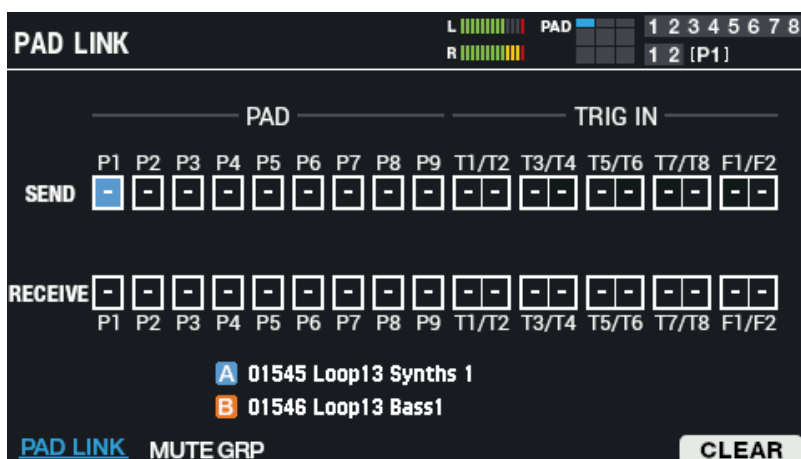 PAD LINK
L PAD 1 2 3 4 5 6 7 8
R 1 2 [P1]
PAD TRIG IN
P1 P2 P3 P4 P5 P6 P7 P8 P9 T1/T2 T3/T4 T5/T6 T7/T8 F1/F2
SEND - - - - - - - - - - - - - - - - - - -
RECEIVE - - - - - - - - - - - - - - - - - - -
P1 P2 P3 P4 P5 P6 P7 P8 P9 T1/T2 T3/T4 T5/T6 T7/T8 F1/F2
A 01545 Loop13 Synths 1
B 01546 Loop13 Bass1
PAD LINK MUTE GRP CLEAR